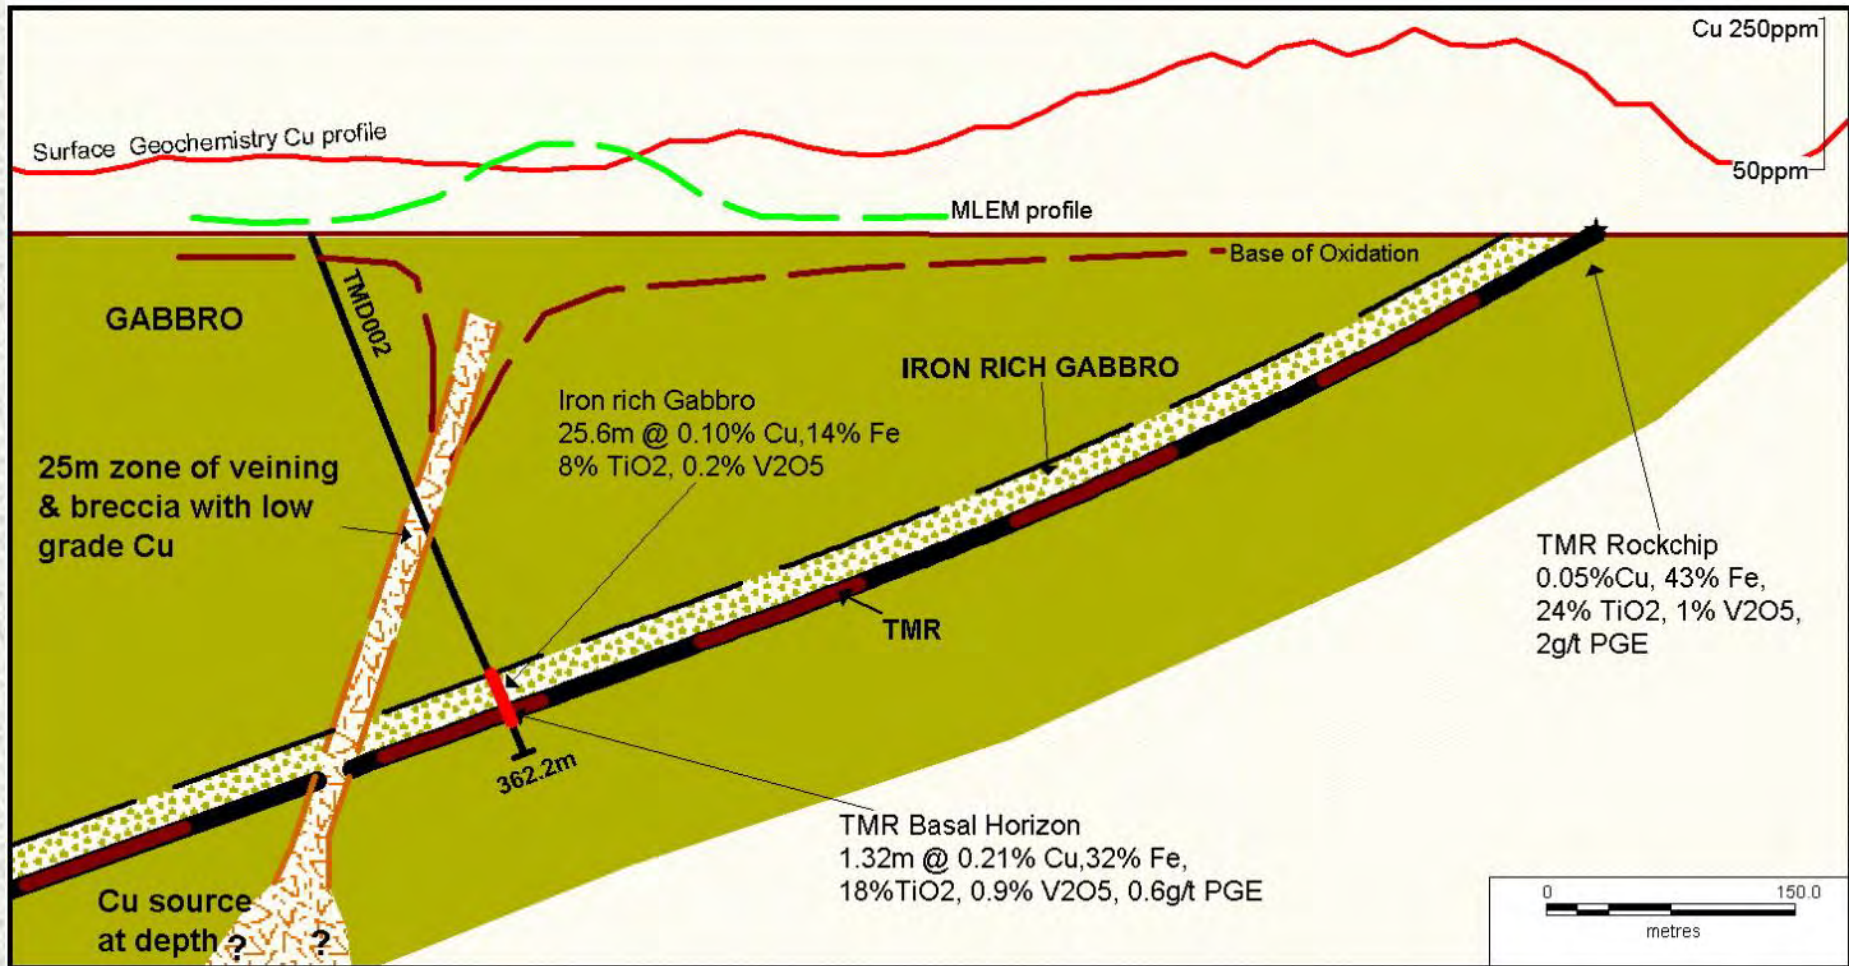 Cu 250ppm
Surface Geochemistry Cu profile
50ppm
MLEM profile
Base of Oxidation
GABBRO
TMD002
IRON RICH GABBRO
Iron rich Gabbro
25.6m @ 0.10% Cu,14% Fe
8% TiO2, 0.2% V2O5
25m zone of veining
& breccia with low
grade Cu
TMR Rockchip
0.05%Cu, 43% Fe,
24% TiO2, 1% V2O5,
2g/t PGE
TMR
362.2m
TMR Basal Horizon
1.32m @ 0.21% Cu,32% Fe,
18%TiO2, 0.9% V2O5, 0.6g/t PGE
Cu source
at depth ? ?
0 150.0
metres